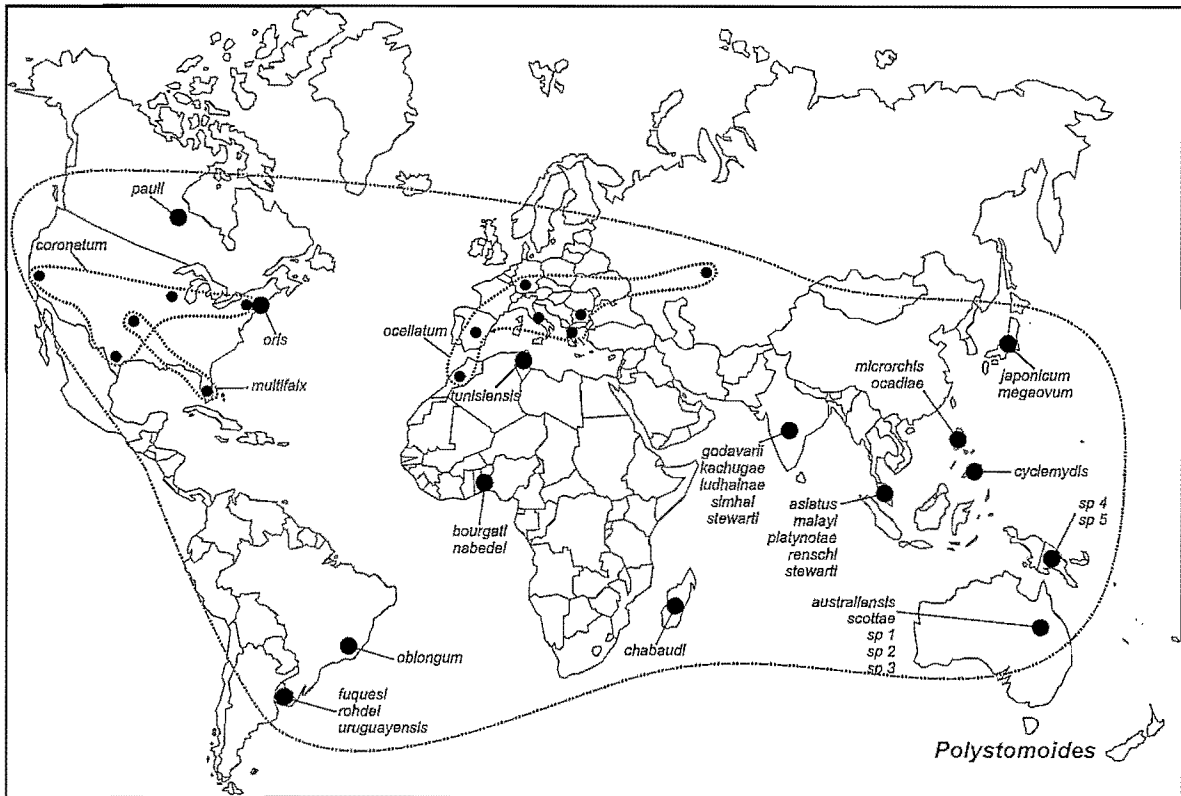 paull
coronatum
oris
multifalx
ocellatum
tunisiensis
bourgati
nabedel
oblongum
fuquesi
rohdei
uruguayensis
chabaudi
godavarii
kachugae
ludhainae
simhai
stewarti
asiatus
malayi
platynotae
renschi
stewarti
microrchis
ocadiae
japonicum
megaovum
cyclemydis
sp 4
sp 5
australiensis
scottae
sp 1
sp 2
sp 3
Polystomoides